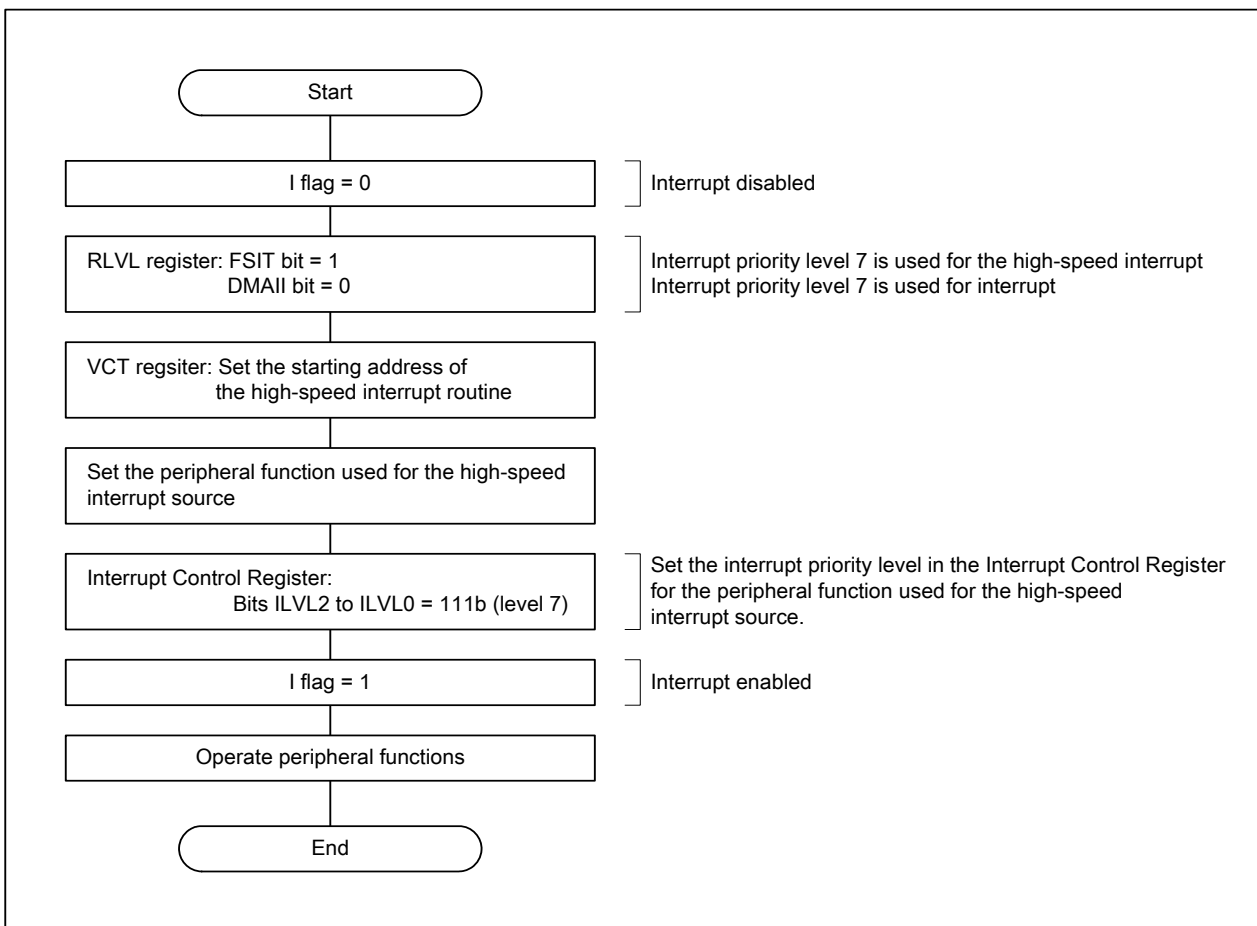 Start
I flag = 0
Interrupt disabled
RLVL register: FSIT bit = 1
DMAII bit = 0
Interrupt priority level 7 is used for the high-speed interrupt
Interrupt priority level 7 is used for interrupt
VCT regsiter: Set the starting address of
the high-speed interrupt routine
Set the peripheral function used for the high-speed
interrupt source
Interrupt Control Register:
Bits ILVL2 to ILVL0 = 111b (level 7)
Set the interrupt priority level in the Interrupt Control Register
for the peripheral function used for the high-speed
interrupt source.
I flag = 1
Interrupt enabled
Operate peripheral functions
End